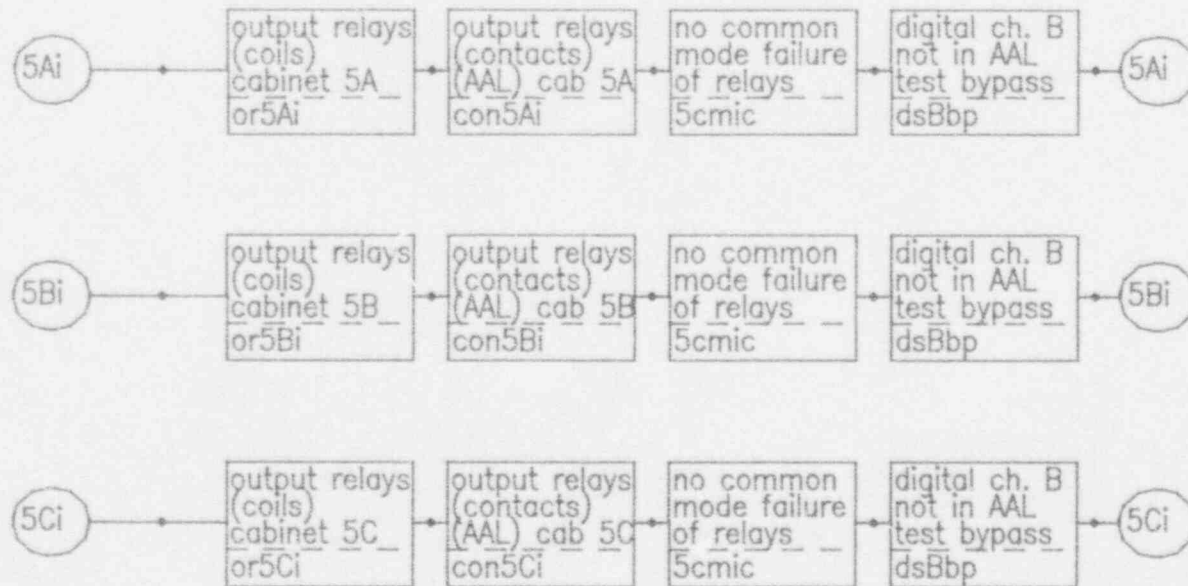 5Ai
output relays
(coils)
cabinet 5A
or5Ai
output relays
(contacts)
(AAL) cab 5A
con5Ai
no common
mode failure
of relays
5cmic
digital ch. B
not in AAL
test bypass
dsBbp
5Ai
5Bi
output relays
(coils)
cabinet 5B
or5Bi
output relays
(contacts)
(AAL) cab 5B
con5Bi
no common
mode failure
of relays
5cmic
digital ch. B
not in AAL
test bypass
dsBbp
5Bi
5Ci
output relays
(coils)
cabinet 5C
or5Ci
output relays
(contacts)
(AAL) cab 5C
con5Ci
no common
mode failure
of relays
5cmic
digital ch. B
not in AAL
test bypass
dsBbp
5Ci